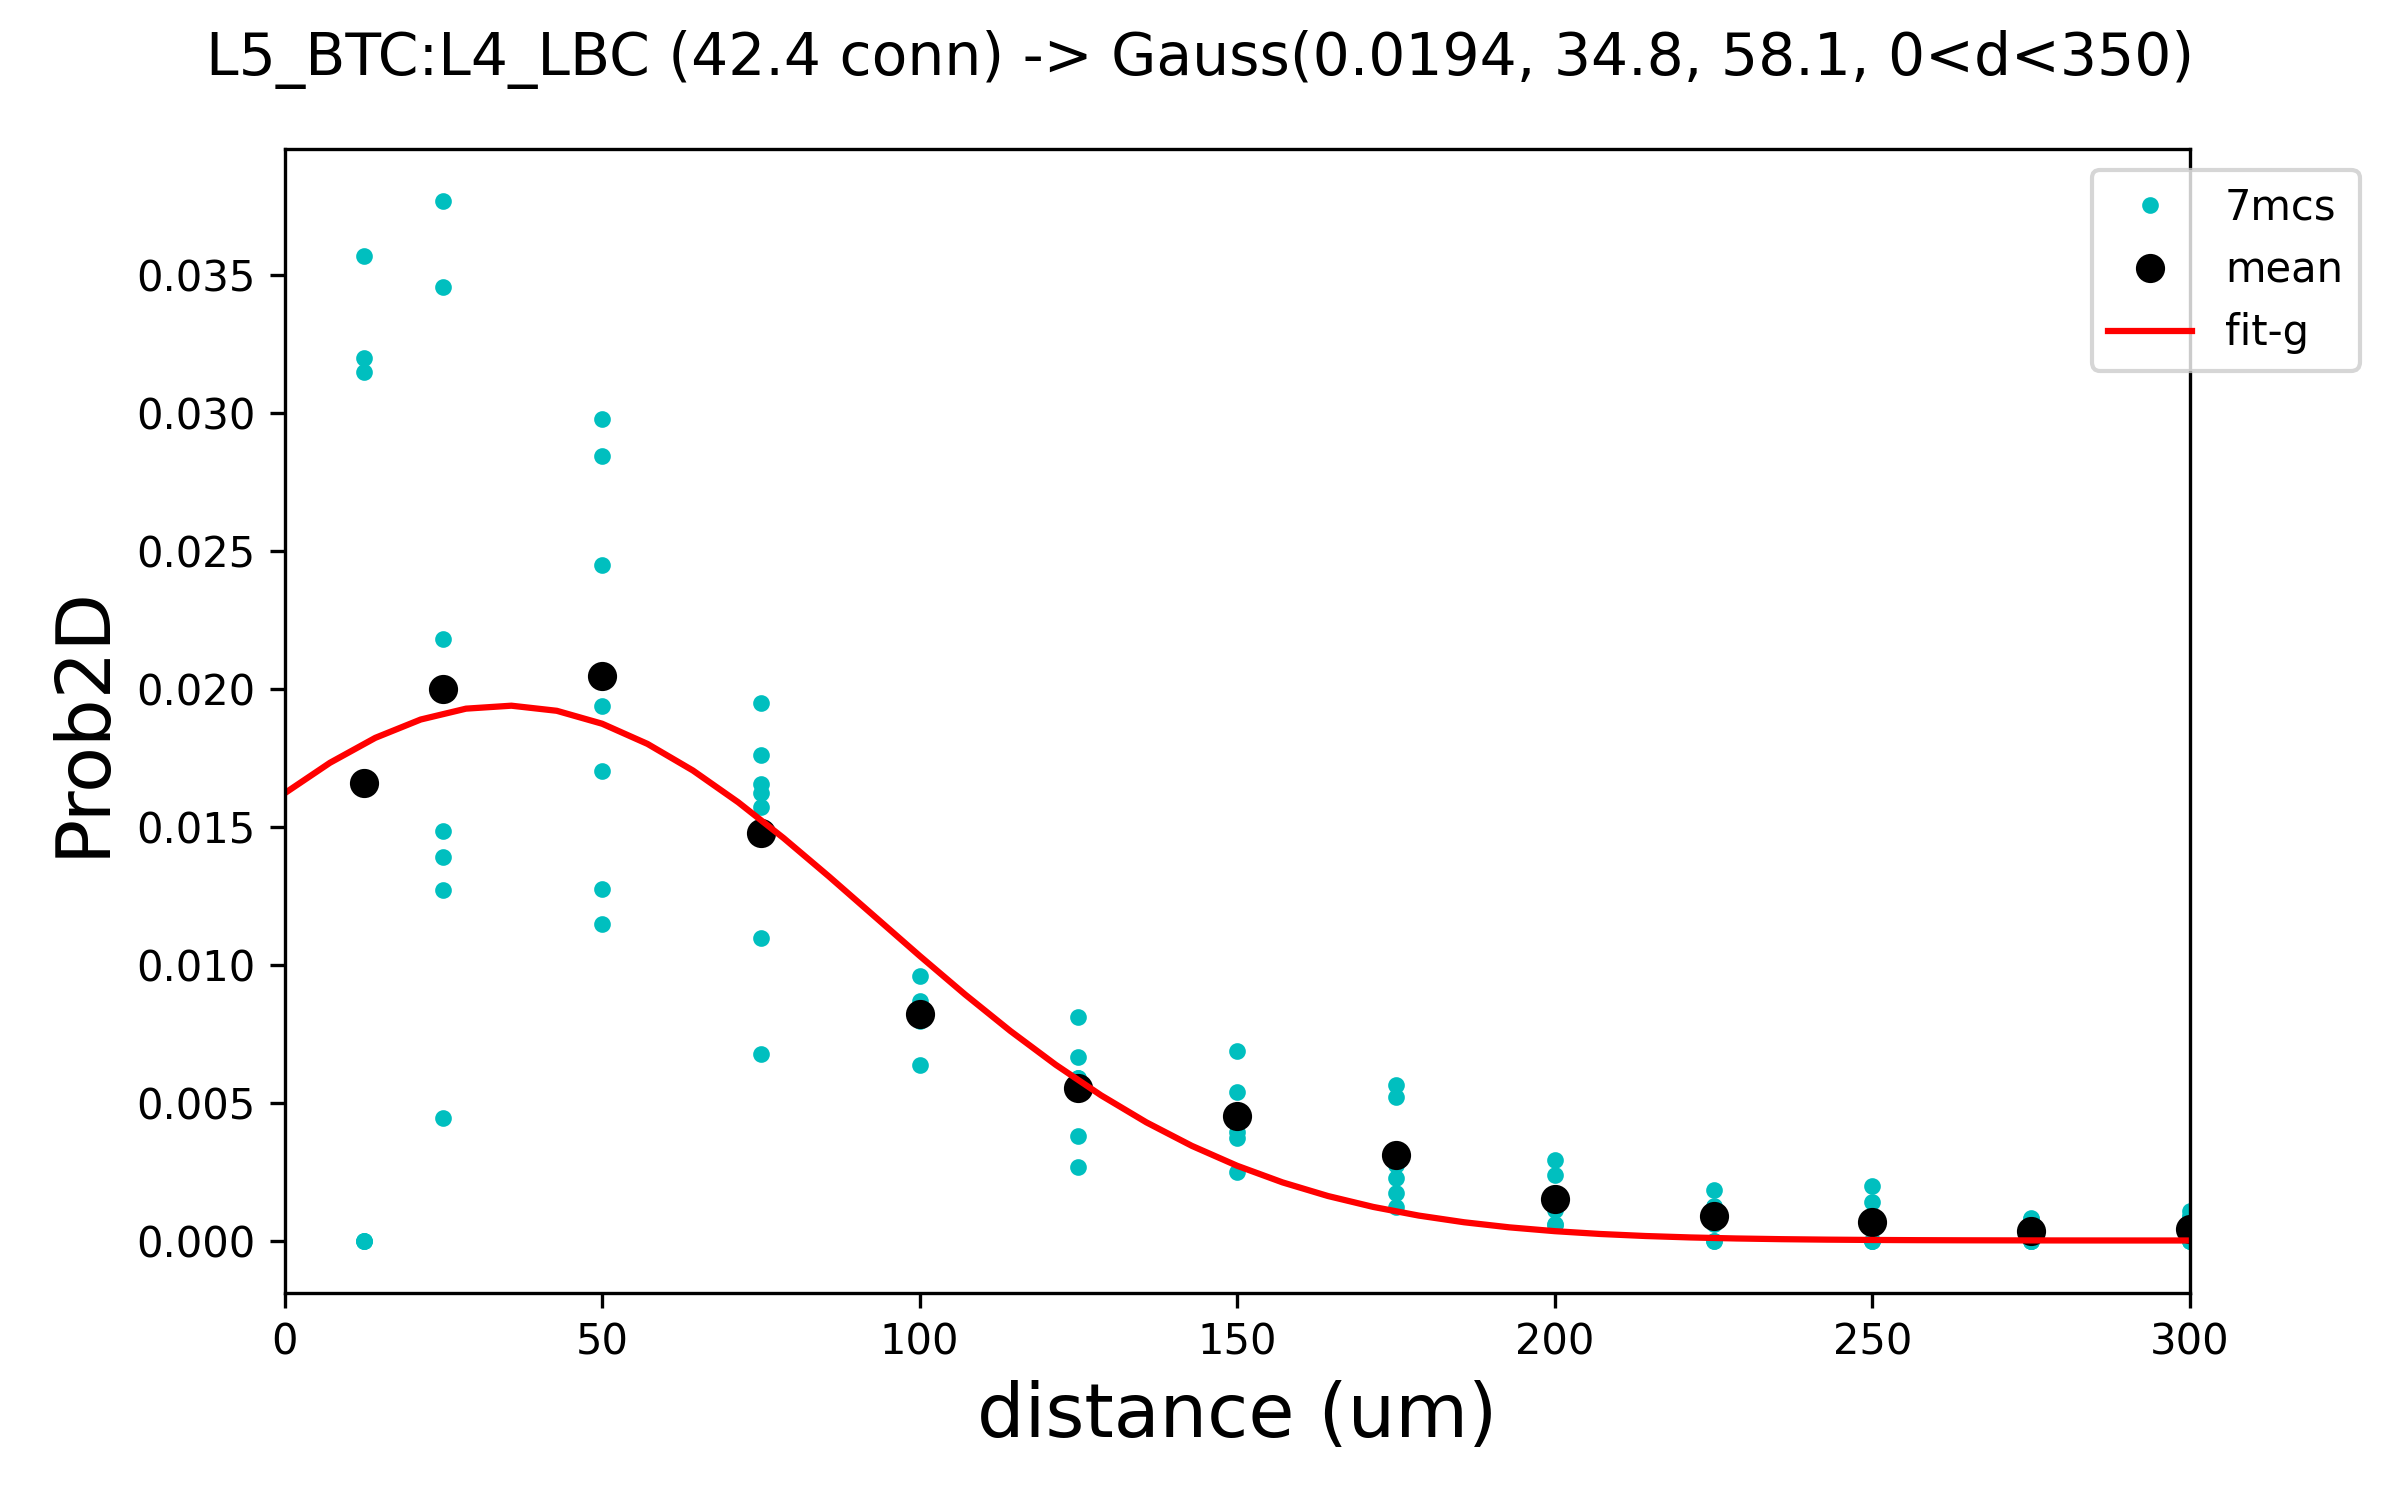 L5_BTC:L4_LBC (42.4 conn) -> Gauss(0.0194, 34.8, 58.1, 0<d<350)
7mcs
mean
fit-g
Prob2D
0.035
0.030
0.025
0.020
0.015
0.010
0.005
0.000
0 50 100 150 200 250 300
distance (um)